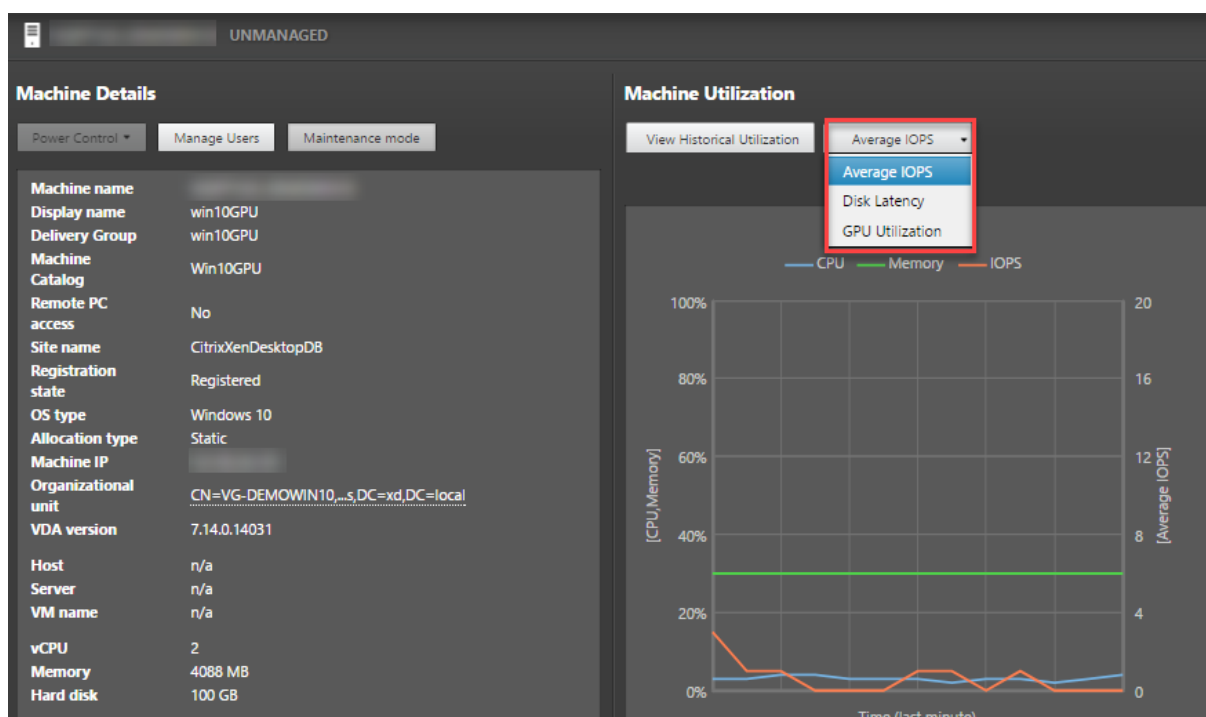 UNMANAGED
Machine Details
Power Control Manage Users Maintenance mode
Machine name
Display name win10GPU
Delivery Group win10GPU
Machine
Catalog Win10GPU
Remote PC
access No
Site name CitrixXenDesktopDB
Registration
state Registered
OS type Windows 10
Allocation type Static
Machine IP
Organizational
unit CN=VG-DEMOWIN10,...s,DC=xd,DC=local
VDA version 7.14.0.14031
Host n/a
Server n/a
VM name n/a
vCPU 2
Memory 4088 MB
Hard disk 100 GB
Machine Utilization
View Historical Utilization Average IOPS
Average IOPS
Disk Latency
GPU Utilization
CPU Memory IOPS
100% 20
80% 16
60% 12
40% 8
20% 4
0% 0
[CPU,Memory]
[Average IOPS]
Time (last minute)